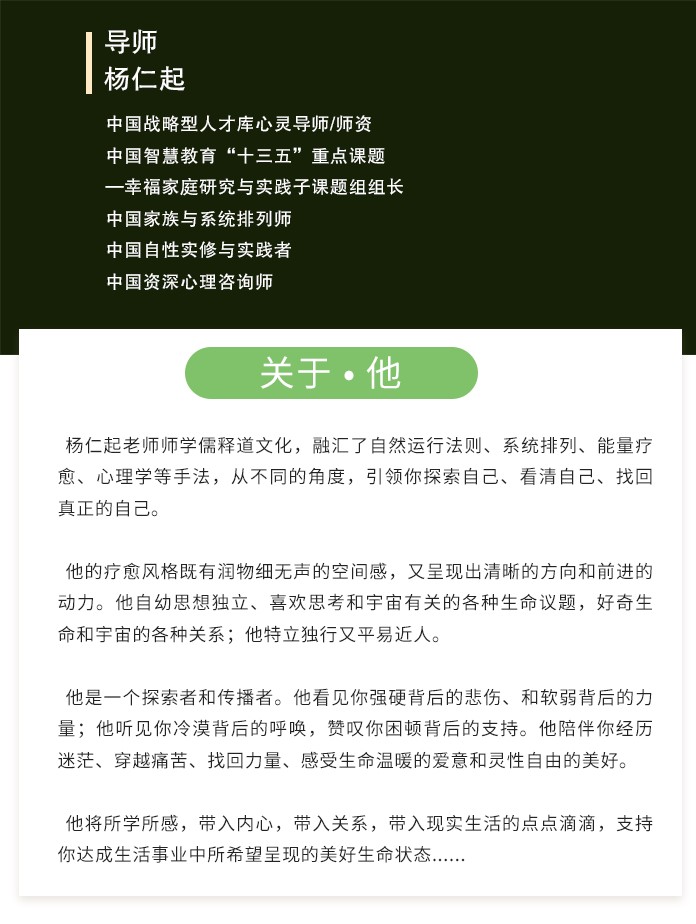 导师
杨仁起
中国战略型人才库心灵导师/师资
中国智慧教育“十三五”重点课题
—幸福家庭研究与实践子课题组组长
中国家族与系统排列师
中国自性实修与实践者
中国资深心理咨询师
关于·他
杨仁起老师师学儒释道文化，融汇了自然运行法则、系统排列、能量疗
愈、心理学等手法，从不同的角度，引领你探索自己、看清自己、找回
真正的自己。
他的疗愈风格既有润物细无声的空间感，又呈现出清晰的方向和前进的
动力。他自幼思想独立、喜欢思考和宇宙有关的各种生命议题，好奇生
命和宇宙的各种关系；他特立独行又平易近人。
他是一个探索者和传播者。他看见你强硬背后的悲伤、和软弱背后的力
量；他听见你冷漠背后的呼唤，赞叹你困顿背后的支持。他陪伴你经历
迷茫、穿越痛苦、找回力量、感受生命温暖的爱意和灵性自由的美好。
他将所学所感，带入内心，带入关系，带入现实生活的点点滴滴，支持
你达成生活事业中所希望呈现的美好生命状态……